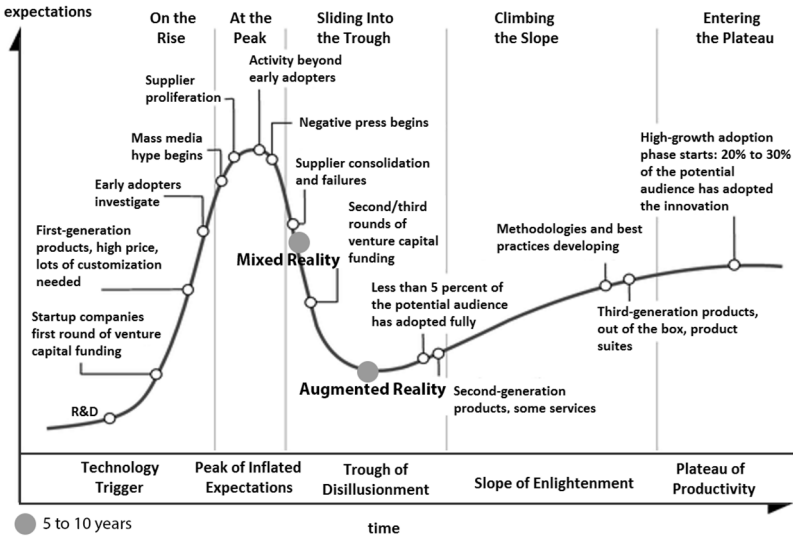 expectations
On the
Rise
At the
Peak
Sliding Into
the Trough
Climbing
the Slope
Entering
the Plateau
Activity beyond
early adopters
Supplier
proliferation
Negative press begins
Mass media
hype begins
Supplier consolidation
and failures
High-growth adoption
phase starts: 20% to 30%
of the potential
audience has adopted
the innovation
Early adopters
investigate
Second/third
rounds of
venture capital
funding
First-generation
products, high price,
lots of customization
needed
Mixed Reality
Methodologies and best
practices developing
Less than 5 percent of
the potential audience
has adopted fully
Startup companies
first round of venture
capital funding
Third-generation products,
out of the box, product
suites
Augmented Reality
Second-generation
products, some services
R&D
Technology
Trigger
Peak of Inflated
Expectations
Trough of
Disillusionment
Slope of Enlightenment
Plateau of
Productivity
5 to 10 years
time